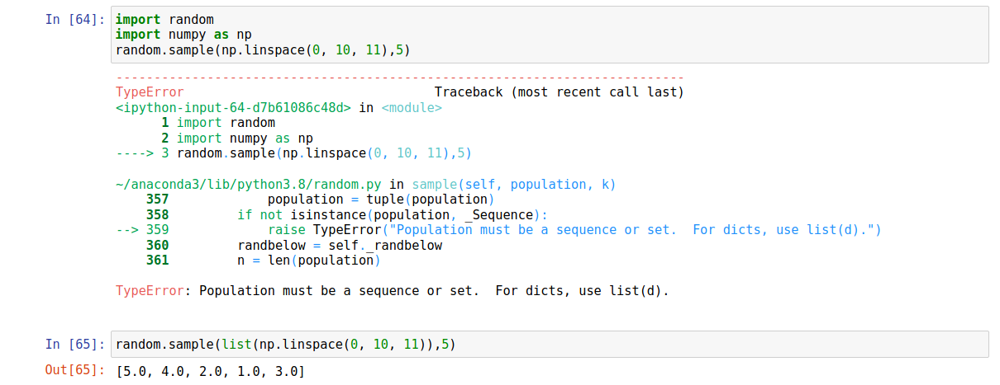 In [64]: import random
import numpy as np
random.sample(np.linspace(0, 10, 11),5)
---------------------------------------------------------------------------
TypeError                                 Traceback (most recent call last)
<ipython-input-64-d7b61086c48d> in <module>
      1 import random
      2 import numpy as np
----> 3 random.sample(np.linspace(0, 10, 11),5)
~/anaconda3/lib/python3.8/random.py in sample(self, population, k)
    357             population = tuple(population)
    358         if not isinstance(population, _Sequence):
--> 359             raise TypeError("Population must be a sequence or set.  For dicts, use list(d).")
    360         randbelow = self._randbelow
    361         n = len(population)
TypeError: Population must be a sequence or set.  For dicts, use list(d).
In [65]: random.sample(list(np.linspace(0, 10, 11)),5)
Out[65]: [5.0, 4.0, 2.0, 1.0, 3.0]